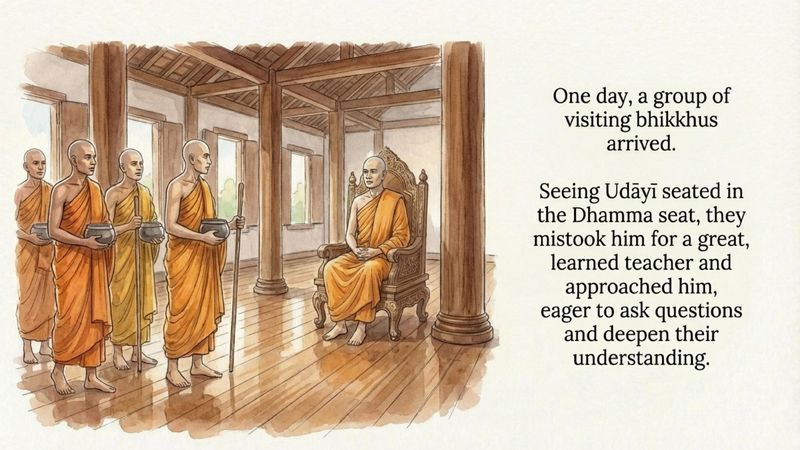 One day, a group of
visiting bhikkhus
arrived.
Seeing Udāyī seated in
the Dhamma seat, they
mistook him for a great,
learned teacher and
approached him,
eager to ask questions
and deepen their
understanding.